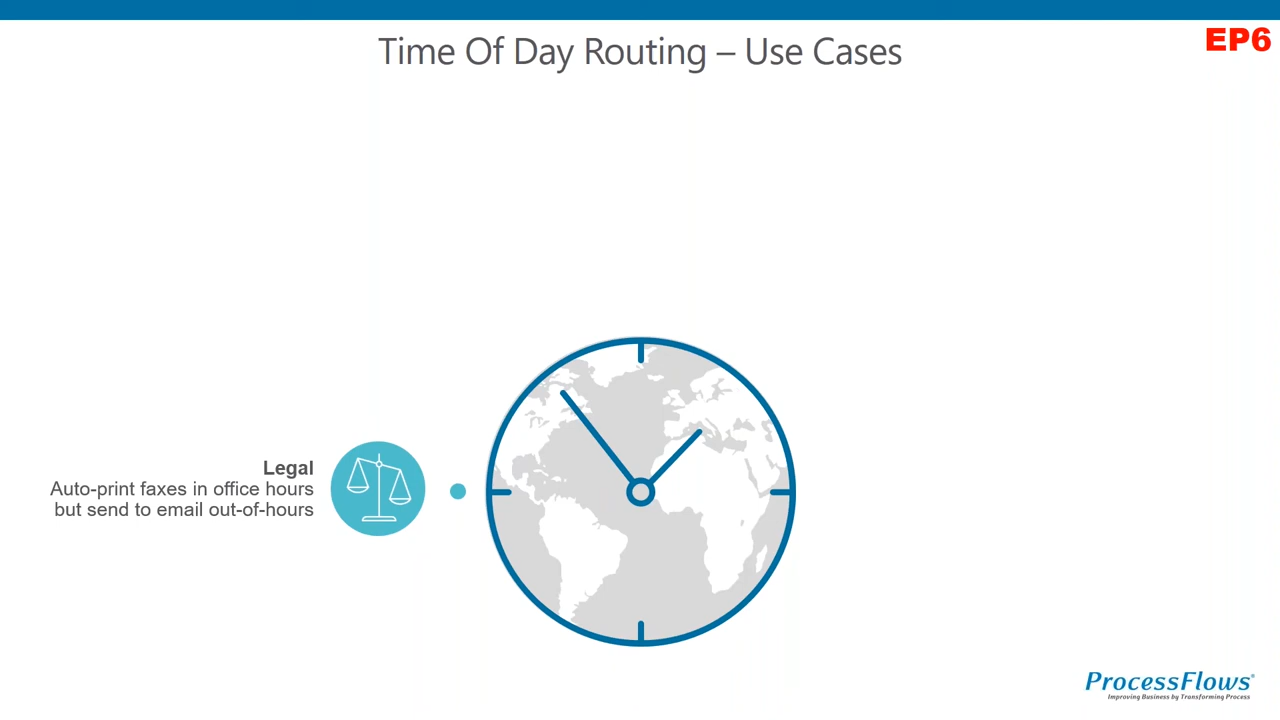 Time Of Day Routing – Use Cases
EP6
Legal
Auto-print faxes in office hours
but send to email out-of-hours
ProcessFlows®
Improving Business by Transforming Process